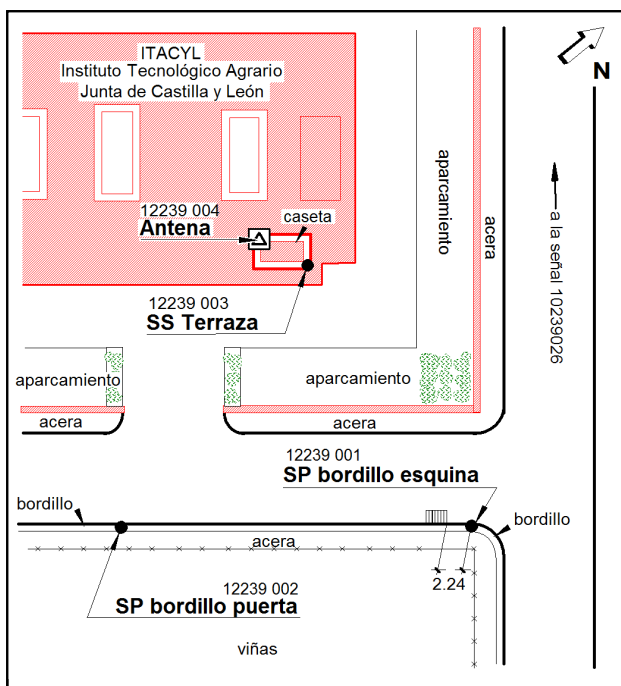 ITACYL
Instituto Tecnológico Agrario
Junta de Castilla y León
N
aparcamiento
acera
a la señal 10239026
12239 004
Antena
caseta
12239 003
SS Terraza
aparcamiento
aparcamiento
acera
acera
12239 001
SP bordillo esquina
bordillo
bordillo
acera
2.24
12239 002
SP bordillo puerta
viñas